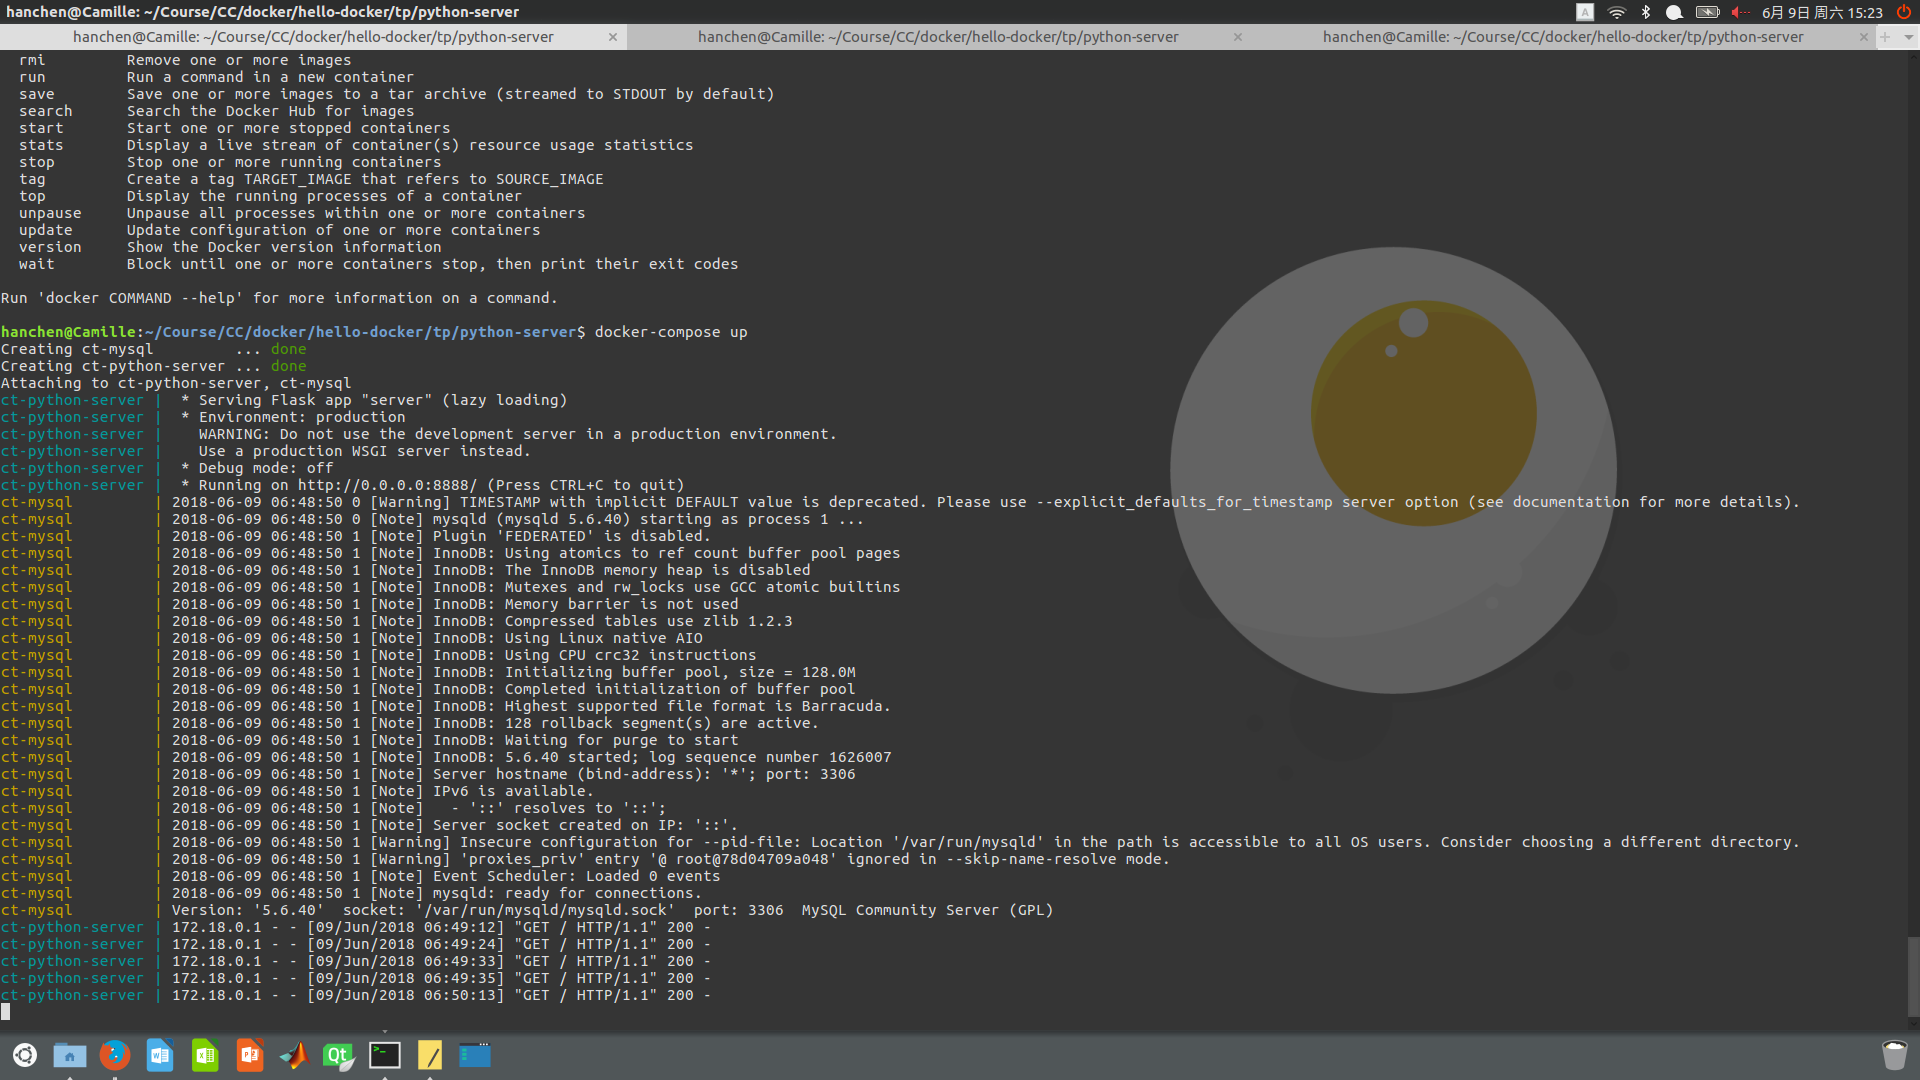 hanchen@Camille: ~/Course/CC/docker/hello-docker/tp/python-server
A
6月 9日 周六 15:23
hanchen@Camille: ~/Course/CC/docker/hello-docker/tp/python-server × hanchen@Camille: ~/Course/CC/docker/hello-docker/tp/python-server × hanchen@Camille: ~/Course/CC/docker/hello-docker/tp/python-server × +
  rmi         Remove one or more images
  run         Run a command in a new container
  save        Save one or more images to a tar archive (streamed to STDOUT by default)
  search      Search the Docker Hub for images
  start       Start one or more stopped containers
  stats       Display a live stream of container(s) resource usage statistics
  stop        Stop one or more running containers
  tag         Create a tag TARGET_IMAGE that refers to SOURCE_IMAGE
  top         Display the running processes of a container
  unpause     Unpause all processes within one or more containers
  update      Update configuration of one or more containers
  version     Show the Docker version information
  wait        Block until one or more containers stop, then print their exit codes
Run 'docker COMMAND --help' for more information on a command.
hanchen@Camille:~/Course/CC/docker/hello-docker/tp/python-server$ docker-compose up
Creating ct-mysql         ... done
Creating ct-python-server ... done
Attaching to ct-python-server, ct-mysql
ct-python-server |  * Serving Flask app "server" (lazy loading)
ct-python-server |  * Environment: production
ct-python-server |    WARNING: Do not use the development server in a production environment.
ct-python-server |    Use a production WSGI server instead.
ct-python-server |  * Debug mode: off
ct-python-server |  * Running on http://0.0.0.0:8888/ (Press CTRL+C to quit)
ct-mysql         | 2018-06-09 06:48:50 0 [Warning] TIMESTAMP with implicit DEFAULT value is deprecated. Please use --explicit_defaults_for_timestamp server option (see documentation for more details).
ct-mysql         | 2018-06-09 06:48:50 0 [Note] mysqld (mysqld 5.6.40) starting as process 1 ...
ct-mysql         | 2018-06-09 06:48:50 1 [Note] Plugin 'FEDERATED' is disabled.
ct-mysql         | 2018-06-09 06:48:50 1 [Note] InnoDB: Using atomics to ref count buffer pool pages
ct-mysql         | 2018-06-09 06:48:50 1 [Note] InnoDB: The InnoDB memory heap is disabled
ct-mysql         | 2018-06-09 06:48:50 1 [Note] InnoDB: Mutexes and rw_locks use GCC atomic builtins
ct-mysql         | 2018-06-09 06:48:50 1 [Note] InnoDB: Memory barrier is not used
ct-mysql         | 2018-06-09 06:48:50 1 [Note] InnoDB: Compressed tables use zlib 1.2.3
ct-mysql         | 2018-06-09 06:48:50 1 [Note] InnoDB: Using Linux native AIO
ct-mysql         | 2018-06-09 06:48:50 1 [Note] InnoDB: Using CPU crc32 instructions
ct-mysql         | 2018-06-09 06:48:50 1 [Note] InnoDB: Initializing buffer pool, size = 128.0M
ct-mysql         | 2018-06-09 06:48:50 1 [Note] InnoDB: Completed initialization of buffer pool
ct-mysql         | 2018-06-09 06:48:50 1 [Note] InnoDB: Highest supported file format is Barracuda.
ct-mysql         | 2018-06-09 06:48:50 1 [Note] InnoDB: 128 rollback segment(s) are active.
ct-mysql         | 2018-06-09 06:48:50 1 [Note] InnoDB: Waiting for purge to start
ct-mysql         | 2018-06-09 06:48:50 1 [Note] InnoDB: 5.6.40 started; log sequence number 1626007
ct-mysql         | 2018-06-09 06:48:50 1 [Note] Server hostname (bind-address): '*'; port: 3306
ct-mysql         | 2018-06-09 06:48:50 1 [Note] IPv6 is available.
ct-mysql         | 2018-06-09 06:48:50 1 [Note]   - '::' resolves to '::';
ct-mysql         | 2018-06-09 06:48:50 1 [Note] Server socket created on IP: '::'.
ct-mysql         | 2018-06-09 06:48:50 1 [Warning] Insecure configuration for --pid-file: Location '/var/run/mysqld' in the path is accessible to all OS users. Consider choosing a different directory.
ct-mysql         | 2018-06-09 06:48:50 1 [Warning] 'proxies_priv' entry '@ root@78d04709a048' ignored in --skip-name-resolve mode.
ct-mysql         | 2018-06-09 06:48:50 1 [Note] Event Scheduler: Loaded 0 events
ct-mysql         | 2018-06-09 06:48:50 1 [Note] mysqld: ready for connections.
ct-mysql         | Version: '5.6.40'  socket: '/var/run/mysqld/mysqld.sock'  port: 3306  MySQL Community Server (GPL)
ct-python-server | 172.18.0.1 - - [09/Jun/2018 06:49:12] "GET / HTTP/1.1" 200 -
ct-python-server | 172.18.0.1 - - [09/Jun/2018 06:49:24] "GET / HTTP/1.1" 200 -
ct-python-server | 172.18.0.1 - - [09/Jun/2018 06:49:33] "GET / HTTP/1.1" 200 -
ct-python-server | 172.18.0.1 - - [09/Jun/2018 06:49:35] "GET / HTTP/1.1" 200 -
ct-python-server | 172.18.0.1 - - [09/Jun/2018 06:50:13] "GET / HTTP/1.1" 200 -
W X P Qt >_